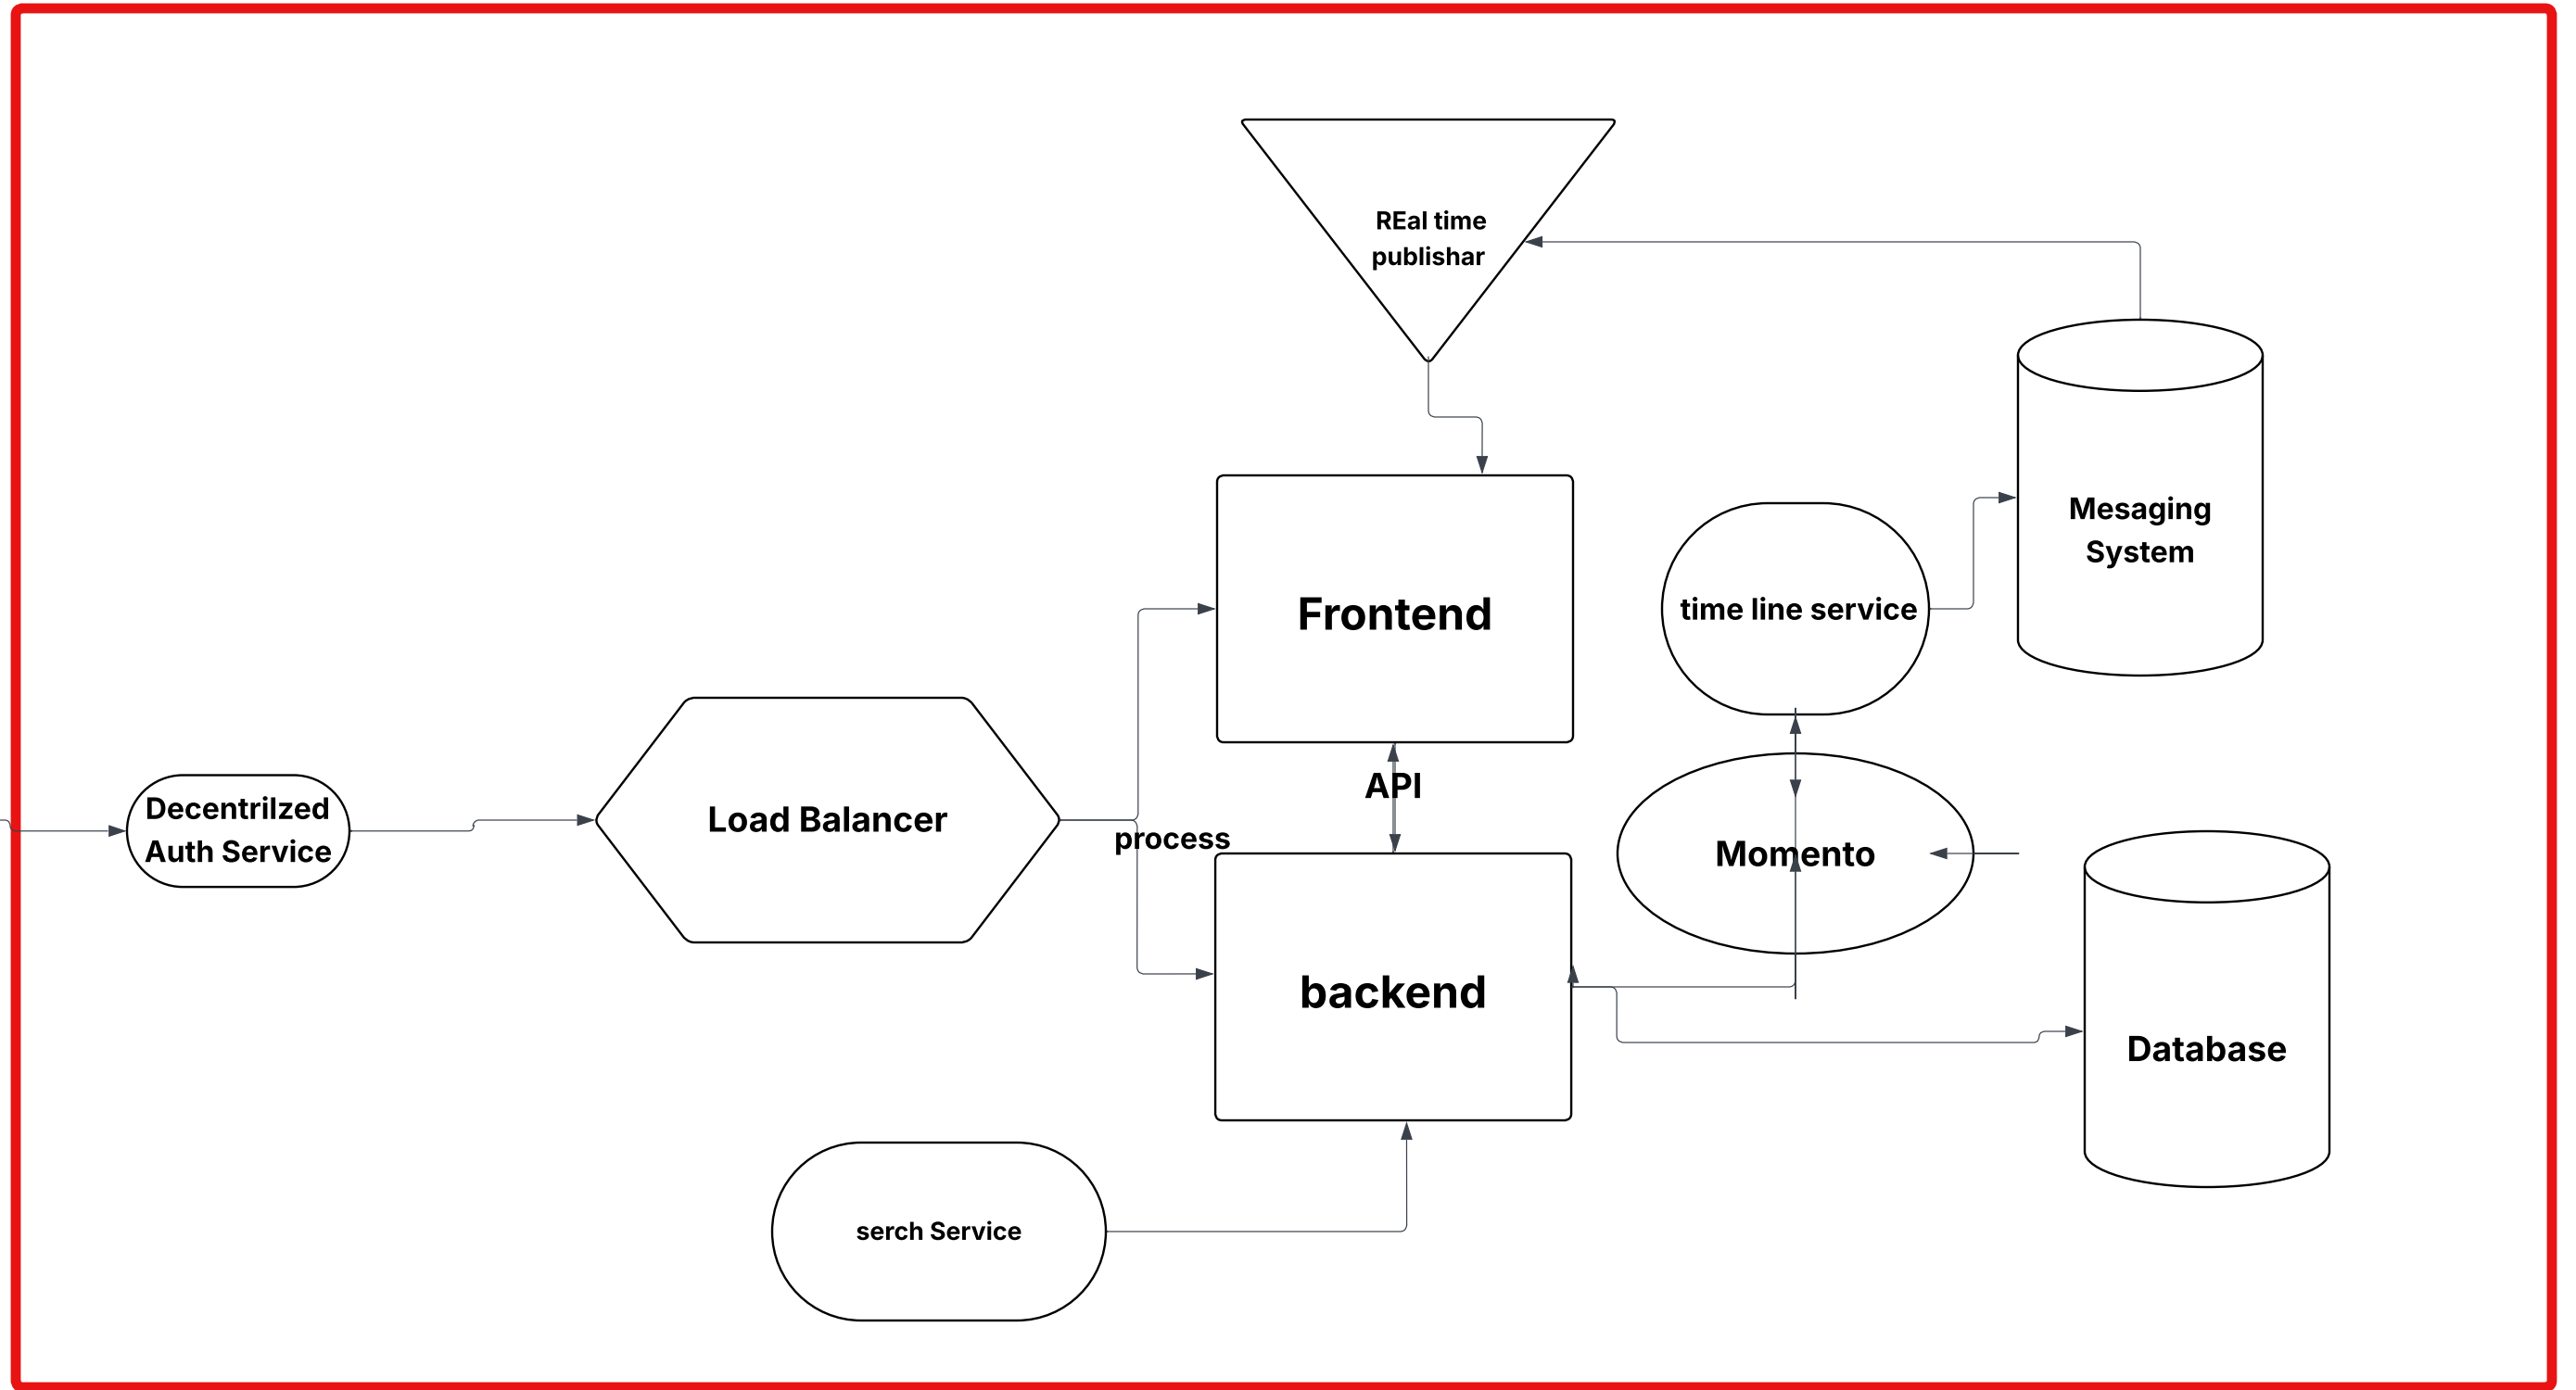 REal time
publishar
Mesaging
System
Frontend
time line service
API
Decentrilzed
Auth Service
Load Balancer
process
Momento
backend
Database
serch Service